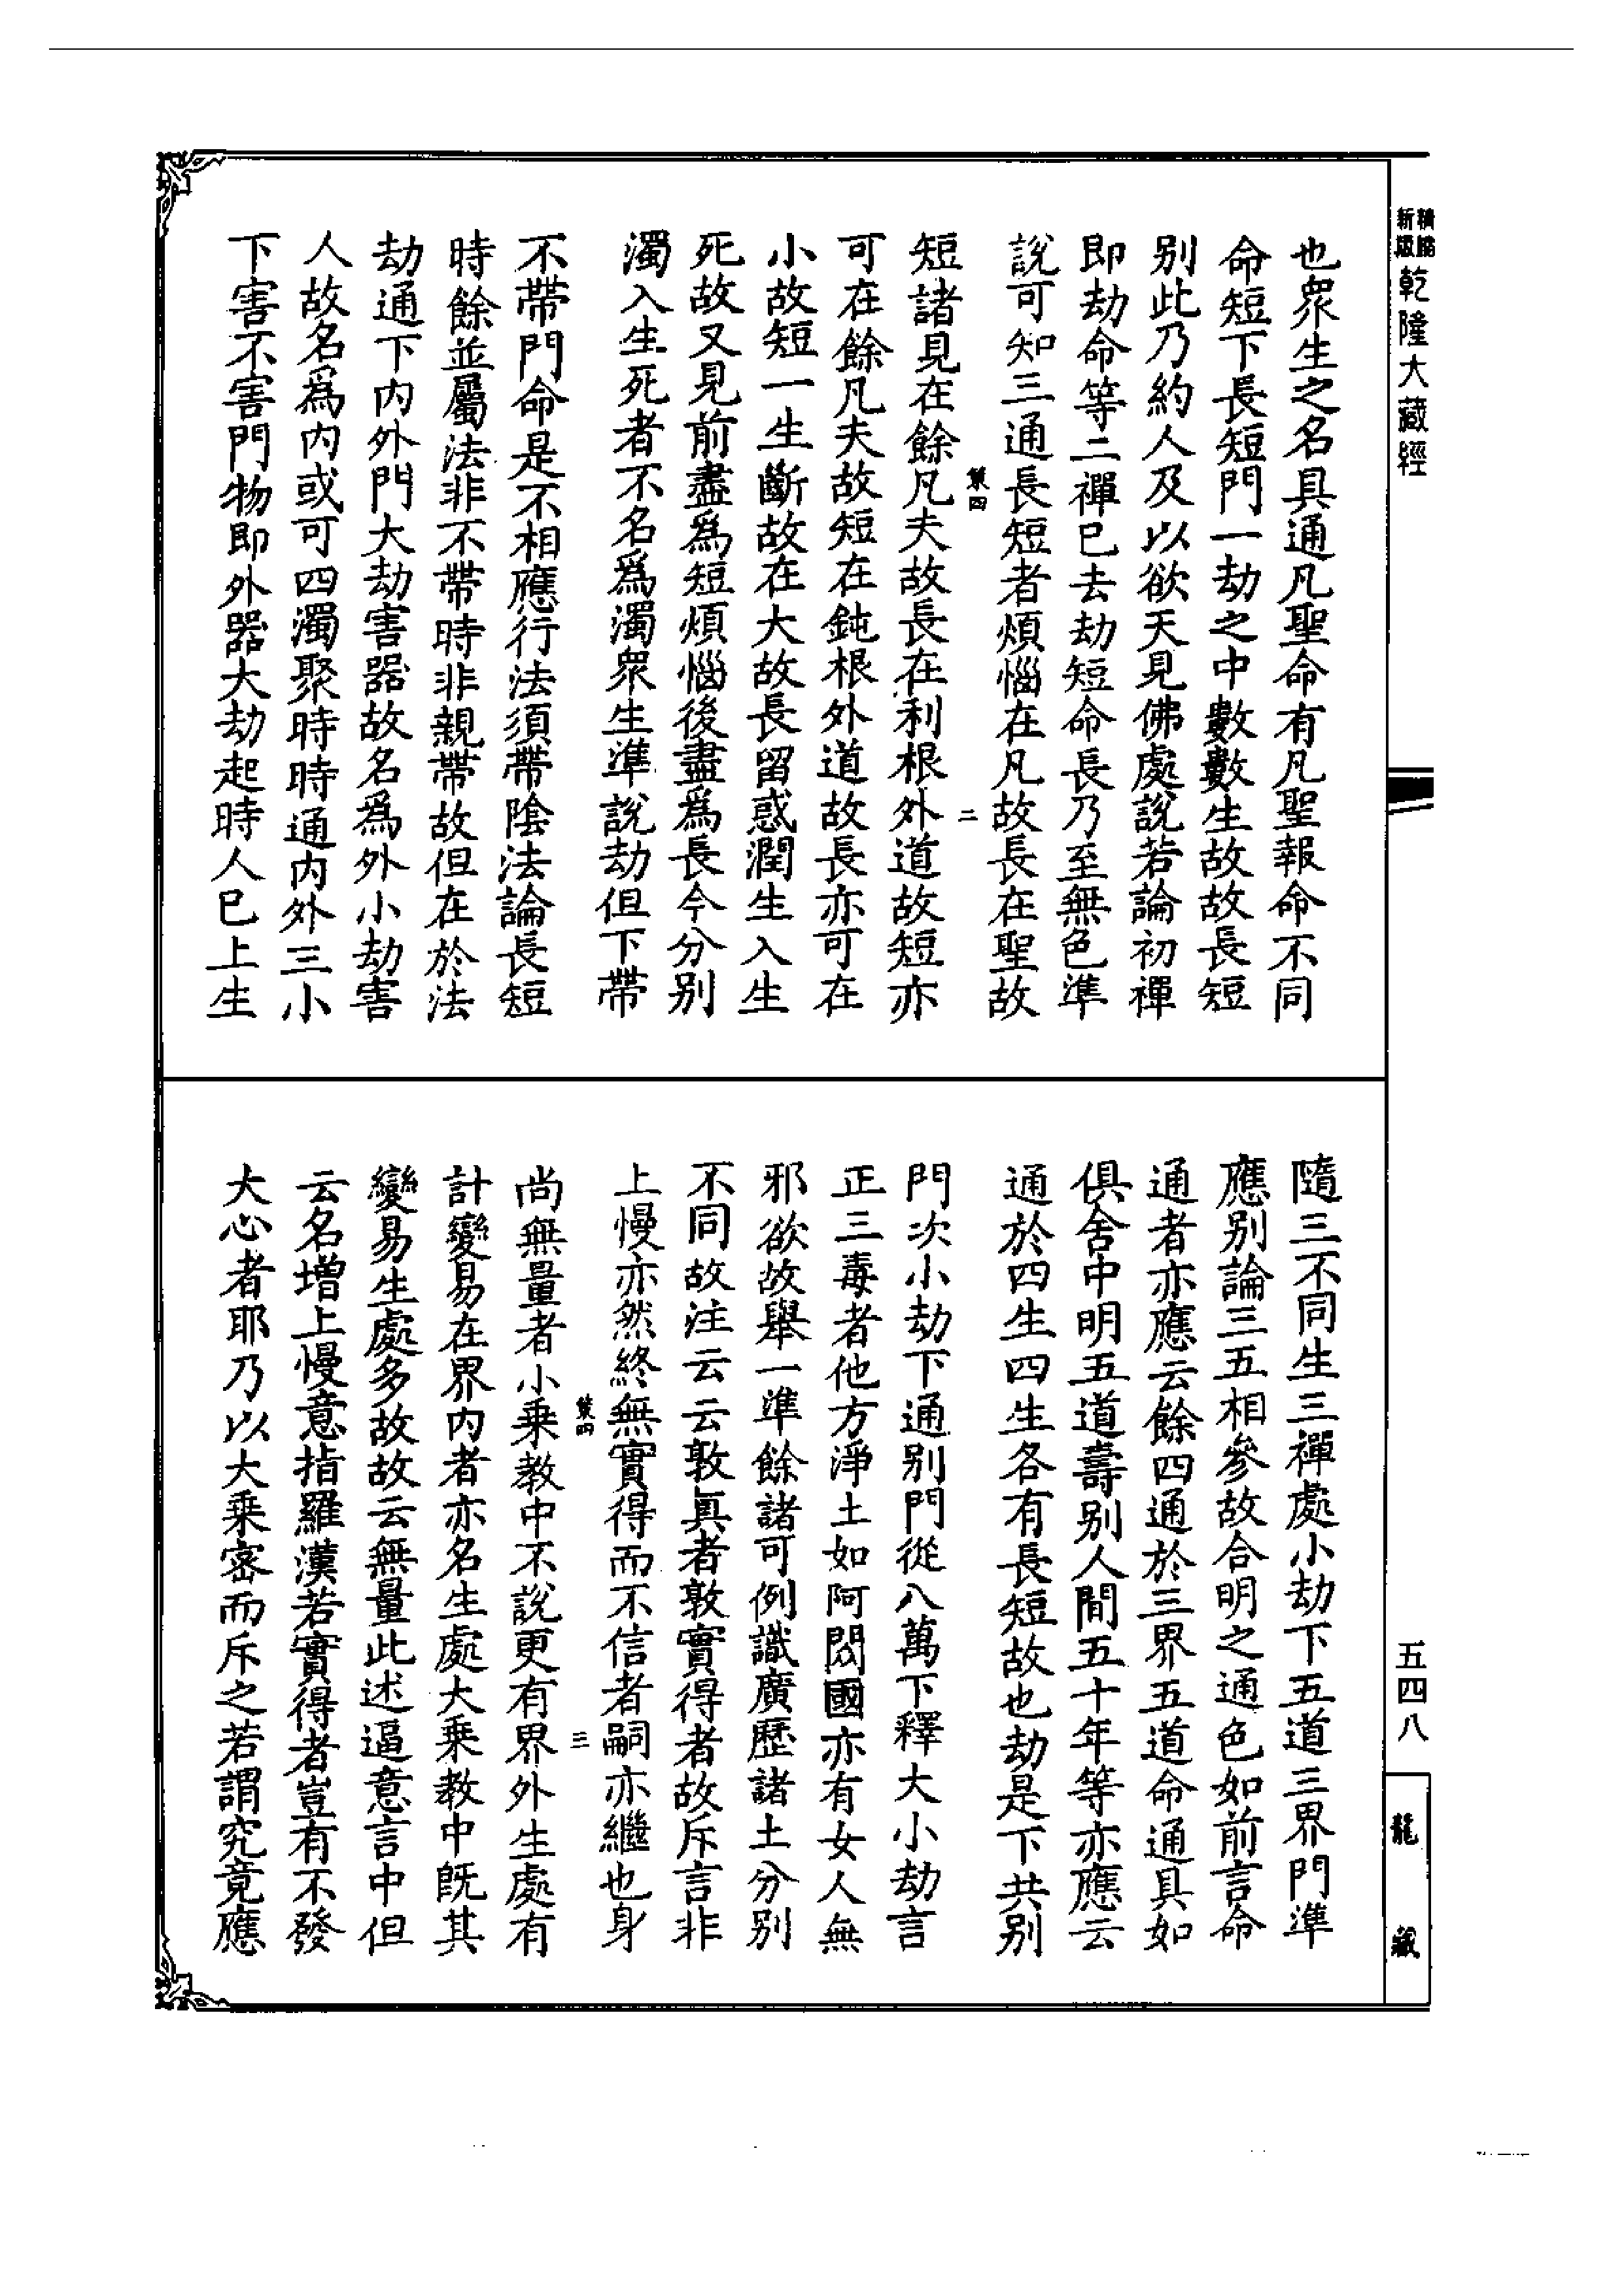 新版
精縮
乾隆大藏經
也眾生之名具通凡聖命有凡聖報命不同
命短下長短門一劫之中數數生故故長短
別此乃約人及以欲天見佛處說若論初禪
即劫命等二禪已去劫短命長乃至無色準
說可知三通長短者煩惱在凡故長在聖故
策四
二
短諸見在餘凡夫故長在利根外道故短亦
可在餘凡夫故短在鈍根外道故長亦可在
小故短一生斷故在大故長留惑潤生入生
死故又見前盡為短煩惱後盡為長今分別
濁入生死者不名為濁眾生準說劫但下帶
不帶門命是不相應行法須帶陰法論長短
時餘並屬法非不帶時非親帶故但在於法
劫通下內外門大劫害器故名為外小劫害
人故名為內或可四濁聚時時通內外三小
下害不害門物即外器大劫起時人已上生
隨三不同生三禪處小劫下五道三界門準
應別論三五相參故合明之通色如前言命
通者亦應云餘四通於三界五道命通具如
俱舍中明五道壽別人間五十年等亦應云
通於四生四生各有長短故也劫是下共別
門次小劫下通別門從八萬下釋大小劫言
正三毒者他方淨土如阿閦國亦有女人無
邪欲故舉一準餘諸可例識廣歷諸土分別
不同故注云云敦真者敦實得者故斥言非
上慢亦然終無實得而不信者嗣亦繼也身
策四
三
尚無量者小乘教中不說更有界外生處有
計變易在界內者亦名生處大乘教中既其
變易生處多故故云無量此述逼意言中但
云名增上慢意指羅漢若實得者豈有不發
大心者耶乃以大乘密而斥之若謂究竟應
五四八
龍藏